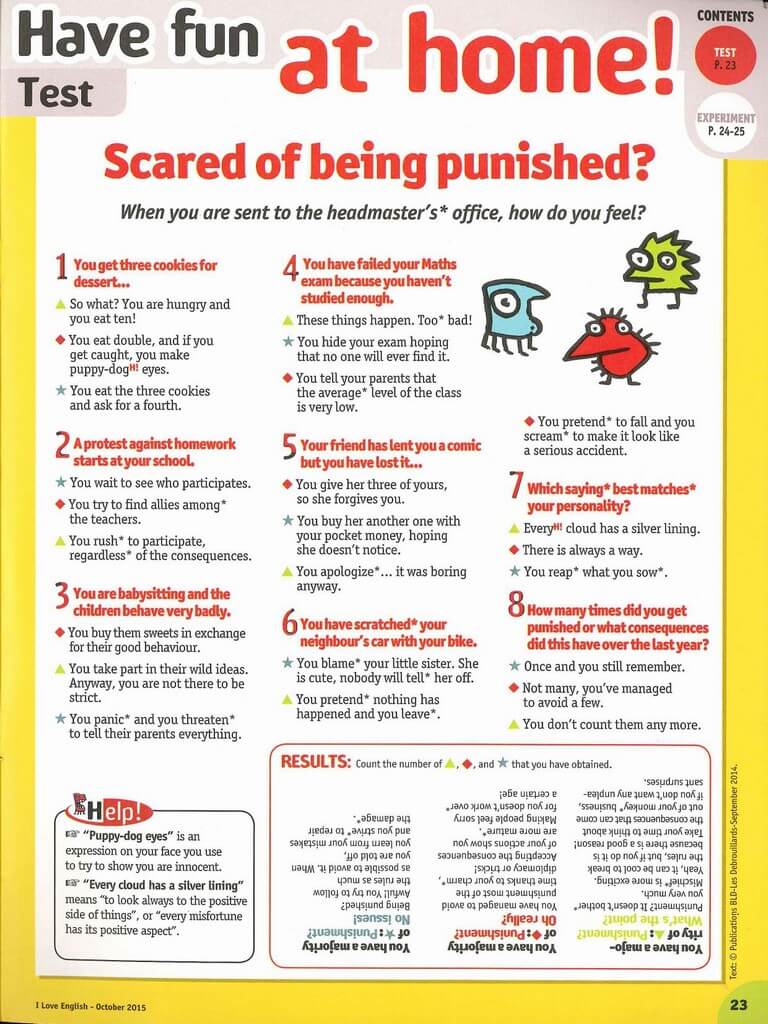 Have fun at home!
Test
CONTENTS
TEST
P. 23
EXPERIMENT
P. 24-25
Scared of being punished?
When you are sent to the headmaster's* office, how do you feel?
1 You get three cookies for
dessert...
▲ So what? You are hungry and
you eat ten!
◆ You eat double, and if you
get caught, you make
puppy-dogH! eyes.
★ You eat the three cookies
and ask for a fourth.
2 A protest against homework
starts at your school.
★ You wait to see who participates.
◆ You try to find allies among*
the teachers.
▲ You rush* to participate,
regardless* of the consequences.
3 You are babysitting and the
children behave very badly.
◆ You buy them sweets in exchange
for their good behaviour.
▲ You take part in their wild ideas.
Anyway, you are not there to be
strict.
★ You panic* and you threaten*
to tell their parents everything.
4 You have failed your Maths
exam because you haven't
studied enough.
▲ These things happen. Too* bad!
★ You hide your exam hoping
that no one will ever find it.
◆ You tell your parents that
the average* level of the class
is very low.
5 Your friend has lent you a comic
but you have lost it...
◆ You give her three of yours,
so she forgives you.
★ You buy her another one with
your pocket money, hoping
she doesn't notice.
▲ You apologize*... it was boring
anyway.
6 You have scratched* your
neighbour's car with your bike.
★ You blame* your little sister. She
is cute, nobody will tell* her off.
▲ You pretend* nothing has
happened and you leave*.
◆ You pretend* to fall and you
scream* to make it look like
a serious accident.
7 Which saying* best matches*
your personality?
▲ EveryH! cloud has a silver lining.
◆ There is always a way.
★ You reap* what you sow*.
8 How many times did you get
punished or what consequences
did this have over the last year?
★ Once and you still remember.
◆ Not many, you've managed
to avoid a few.
▲ You don't count them any more.
Help!
☞ "Puppy-dog eyes" is an
expression on your face you use
to try to show you are innocent.
☞ "Every cloud has a silver lining"
means "to look always to the positive
side of things", or "every misfortune
has its positive aspect".
RESULTS: Count the number of ▲, ◆, and ★ that you have obtained.
You have a majo-
rity of ▲: Punishment?
What's the point?
Punishment? It doesn't bother*
you very much.
Mischief* is more exciting.
Yeah, it can be cool to break
the rules, but if you do it is
because there is a good reason!
Take your time to think about
the consequences that can come
out of your monkey* business,
if you don't want any unplea-
sant surprises.
You have a majority
of ◆: Punishment?
Oh really?
You have managed to avoid
punishment most of the
time thanks to your charm*,
diplomacy or tricks!
Accepting the consequences
of your actions show you
are more mature*.
Making people feel sorry
for you doesn't work over*
a certain age!
You have a majority
of ★: Punishment?
No issues!
Being punished?
Awful! You try to follow
the rules as much
as possible to avoid it. When
you are told off,
you learn from your mistakes
and you strive* to repair
the damage*.
Text: © Publications BLD-Les Debrouillards-September 2014.
I Love English - October 2015
23